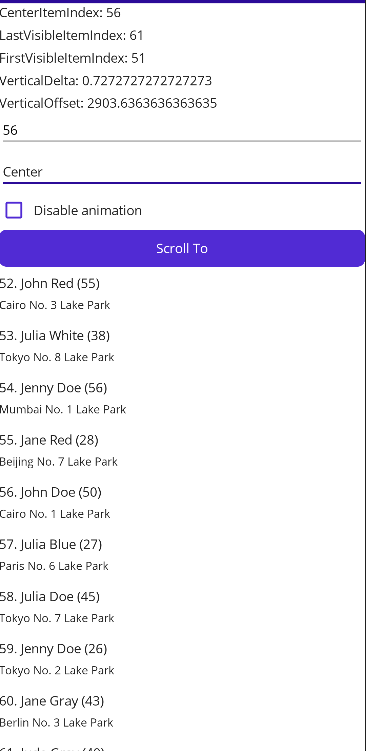 CenterItemIndex: 56
LastVisibleItemIndex: 61
FirstVisibleItemIndex: 51
VerticalDelta: 0.7272727272727273
VerticalOffset: 2903.6363636363635
56
Center
Disable animation
Scroll To
52. John Red (55)
Cairo No. 3 Lake Park
53. Julia White (38)
Tokyo No. 8 Lake Park
54. Jenny Doe (56)
Mumbai No. 1 Lake Park
55. Jane Red (28)
Beijing No. 7 Lake Park
56. John Doe (50)
Cairo No. 1 Lake Park
57. Julia Blue (27)
Paris No. 6 Lake Park
58. Julia Doe (45)
Tokyo No. 7 Lake Park
59. Jenny Doe (26)
Tokyo No. 2 Lake Park
60. Jane Gray (43)
Berlin No. 3 Lake Park